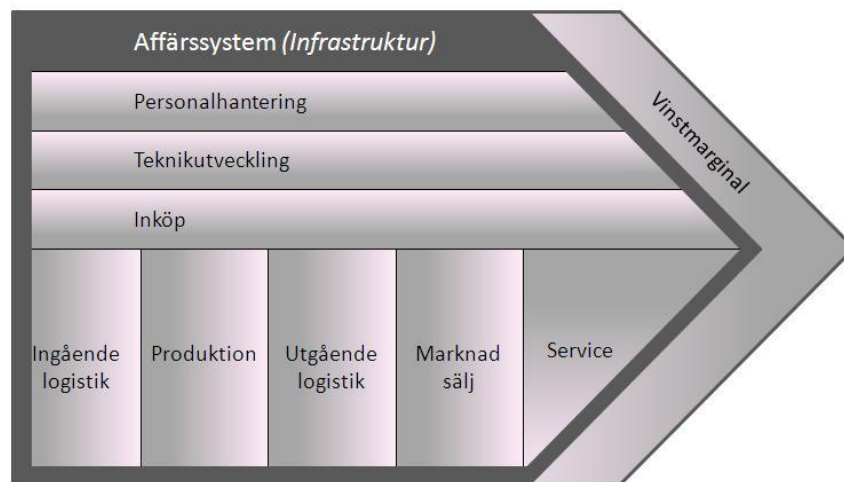 Affärssystem (Infrastruktur)
Personalhantering
Teknikutveckling
Inköp
Vinstmarginal
Ingående
logistik
Produktion
Utgående
logistik
Marknad
sälj
Service